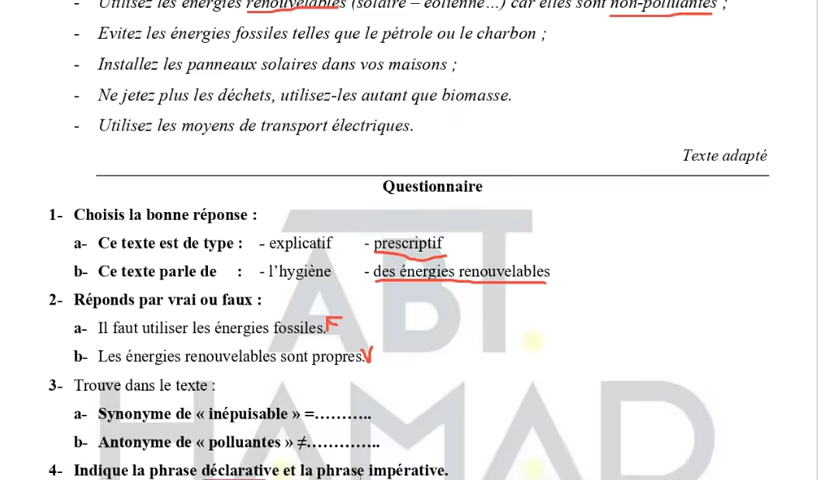 - Utilisez les énergies renouvelables (solaire – éolienne…) car elles sont non-polluantes ;
- Evitez les énergies fossiles telles que le pétrole ou le charbon ;
- Installez les panneaux solaires dans vos maisons ;
- Ne jetez plus les déchets, utilisez-les autant que biomasse.
- Utilisez les moyens de transport électriques.
Texte adapté
Questionnaire
1- Choisis la bonne réponse :
a- Ce texte est de type : - explicatif - prescriptif
b- Ce texte parle de : - l'hygiène - des énergies renouvelables
2- Réponds par vrai ou faux :
a- Il faut utiliser les énergies fossiles. F
b- Les énergies renouvelables sont propres. V
3- Trouve dans le texte :
a- Synonyme de « inépuisable » =………..
b- Antonyme de « polluantes » ≠…………..
4- Indique la phrase déclarative et la phrase impérative.
ABT
HAMAD